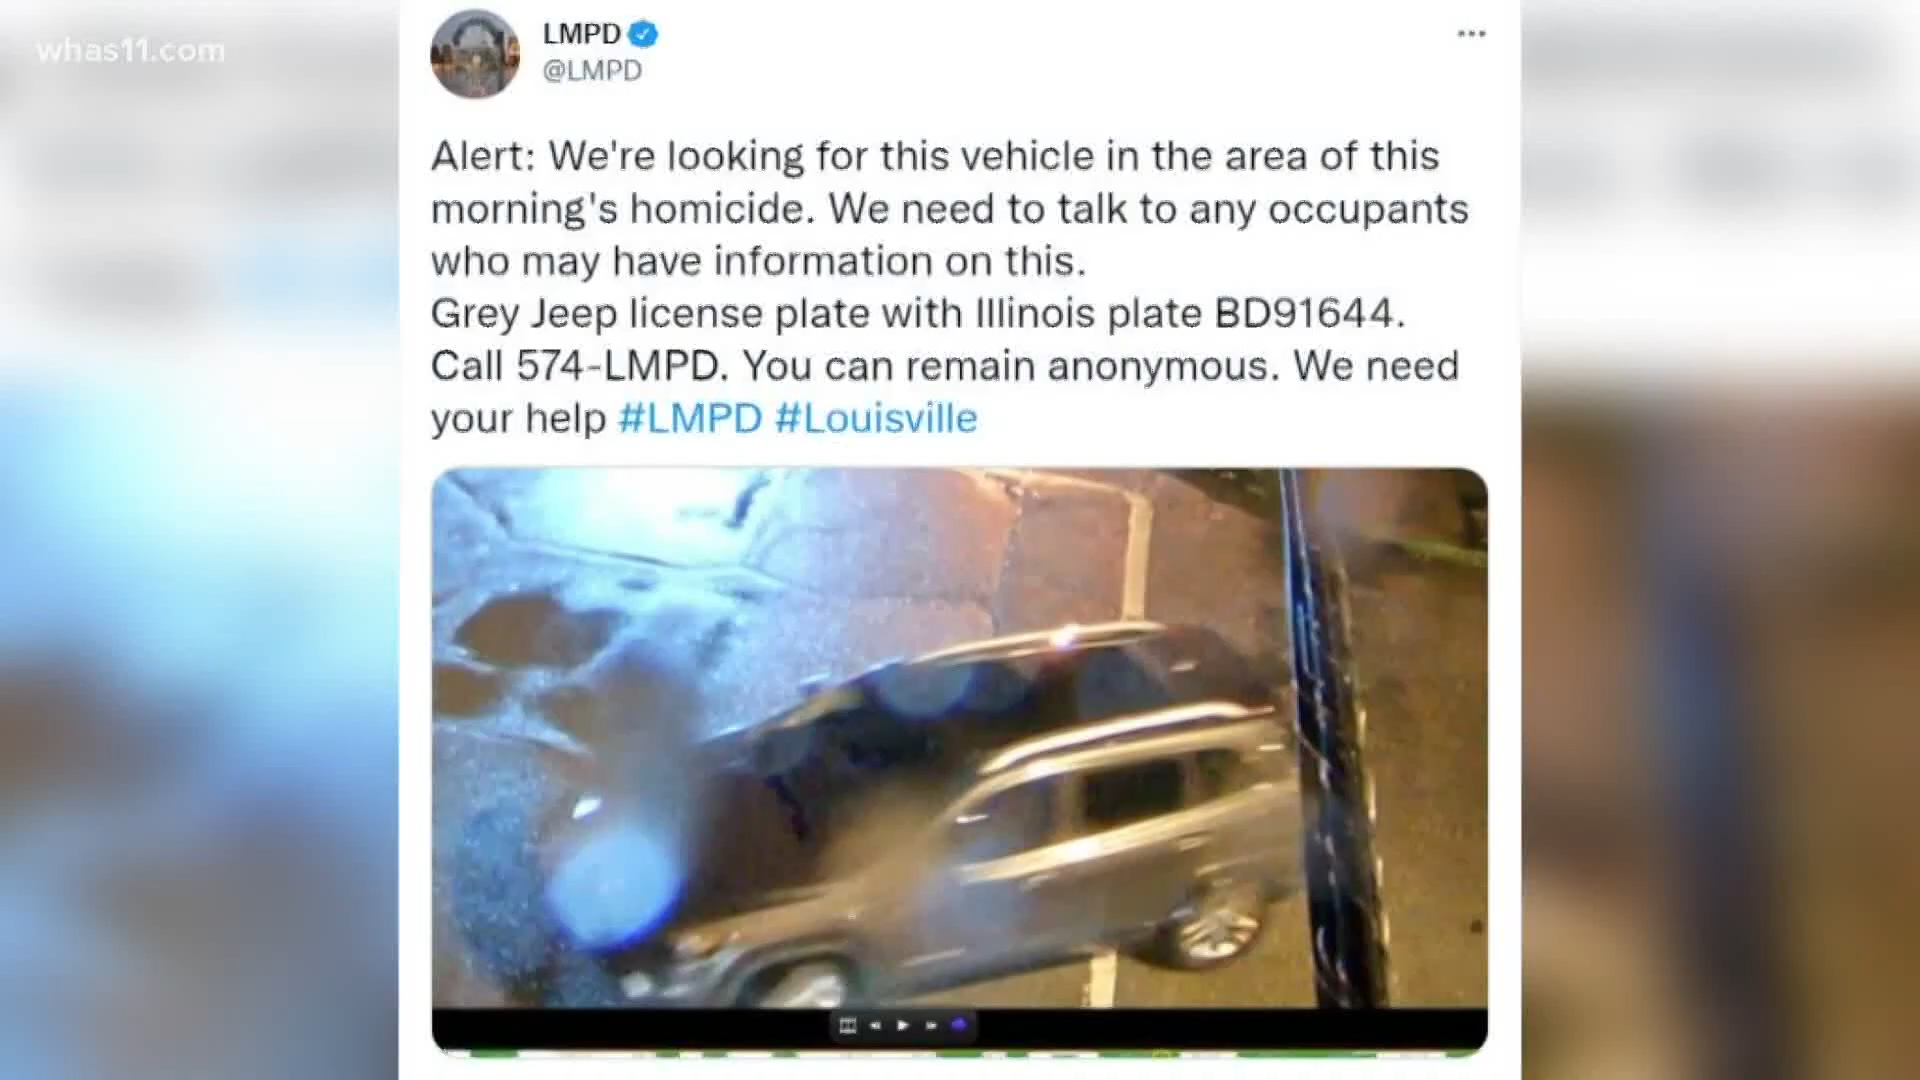 whas11.com
LMPD
@LMPD
Alert: We're looking for this vehicle in the area of this
morning's homicide. We need to talk to any occupants
who may have information on this.
Grey Jeep license plate with Illinois plate BD91644.
Call 574-LMPD. You can remain anonymous. We need
your help #LMPD #Louisville